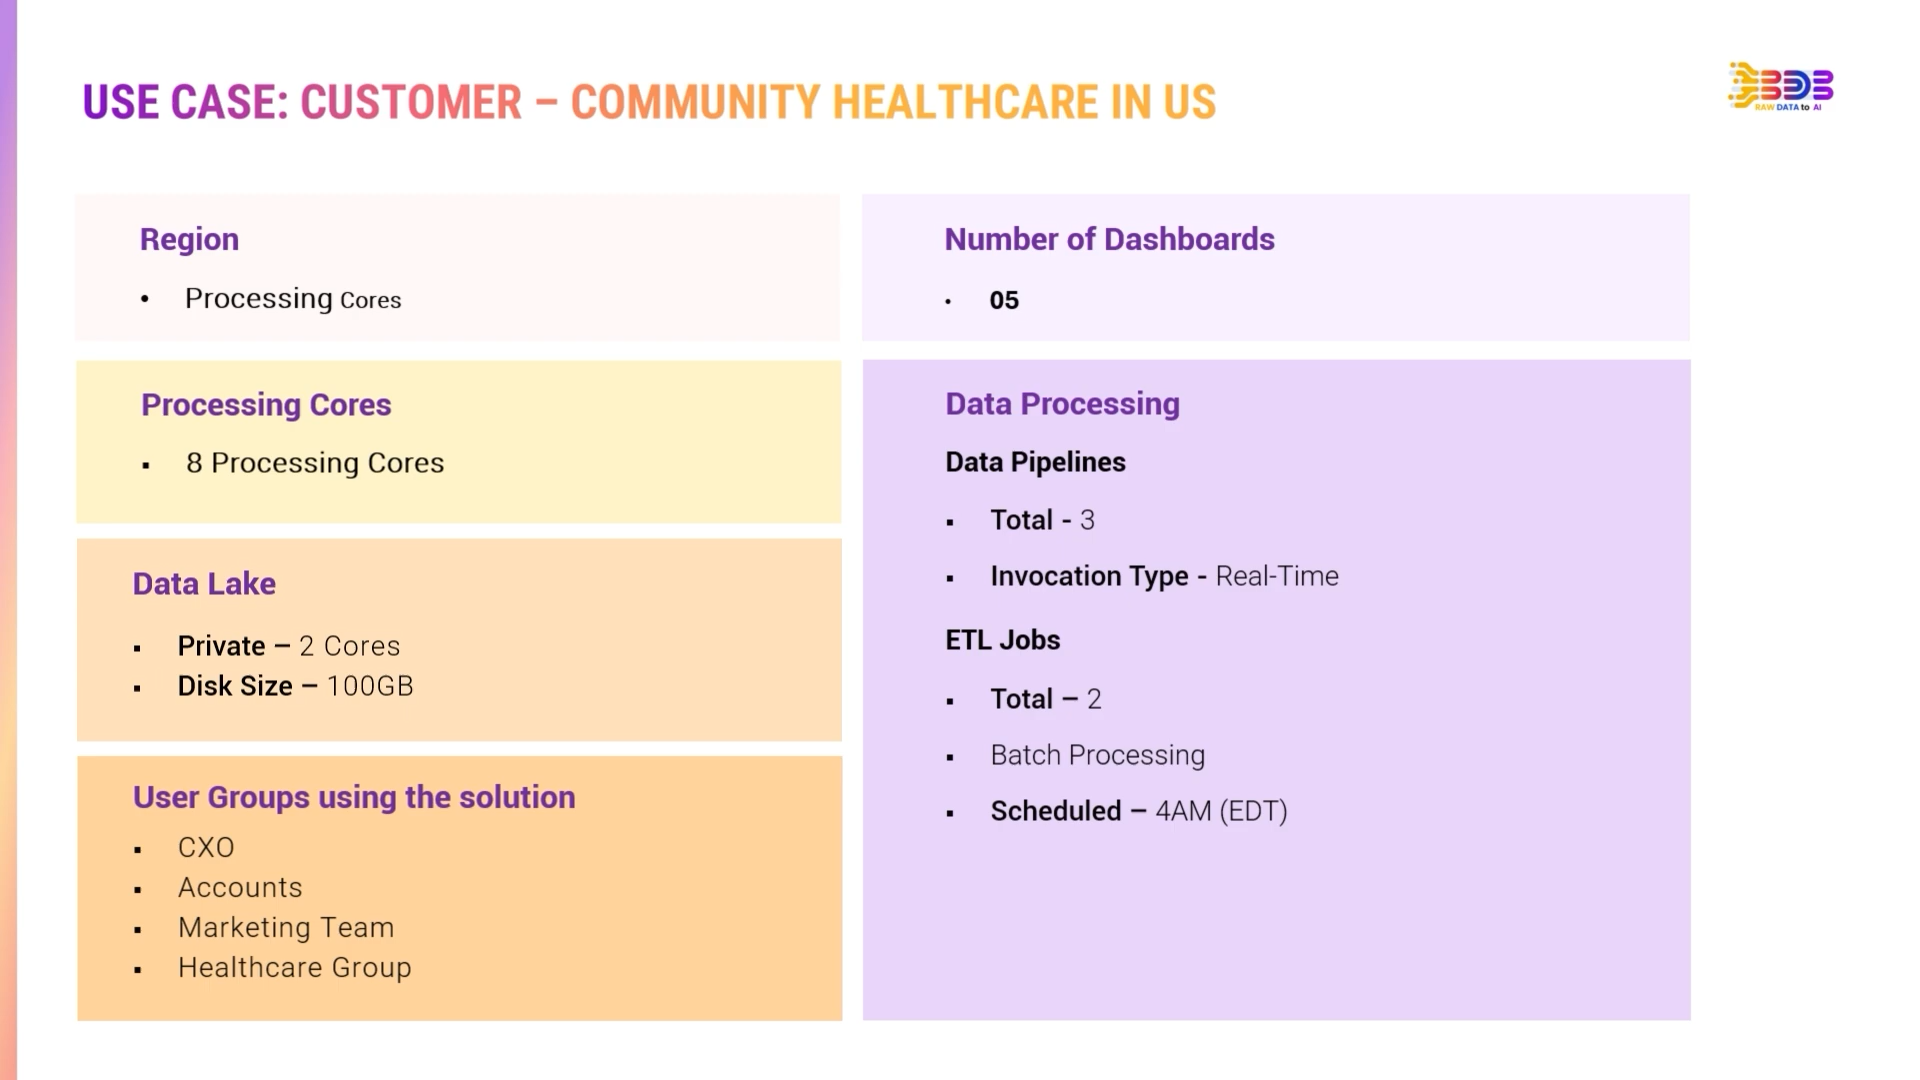 USE CASE: CUSTOMER – COMMUNITY HEALTHCARE IN US
BDB
RAW DATA to AI
Region
• Processing Cores
Processing Cores
▪ 8 Processing Cores
Data Lake
▪ Private – 2 Cores
▪ Disk Size – 100GB
User Groups using the solution
▪ CXO
▪ Accounts
▪ Marketing Team
▪ Healthcare Group
Number of Dashboards
• 05
Data Processing
Data Pipelines
▪ Total - 3
▪ Invocation Type - Real-Time
ETL Jobs
▪ Total – 2
▪ Batch Processing
▪ Scheduled – 4AM (EDT)